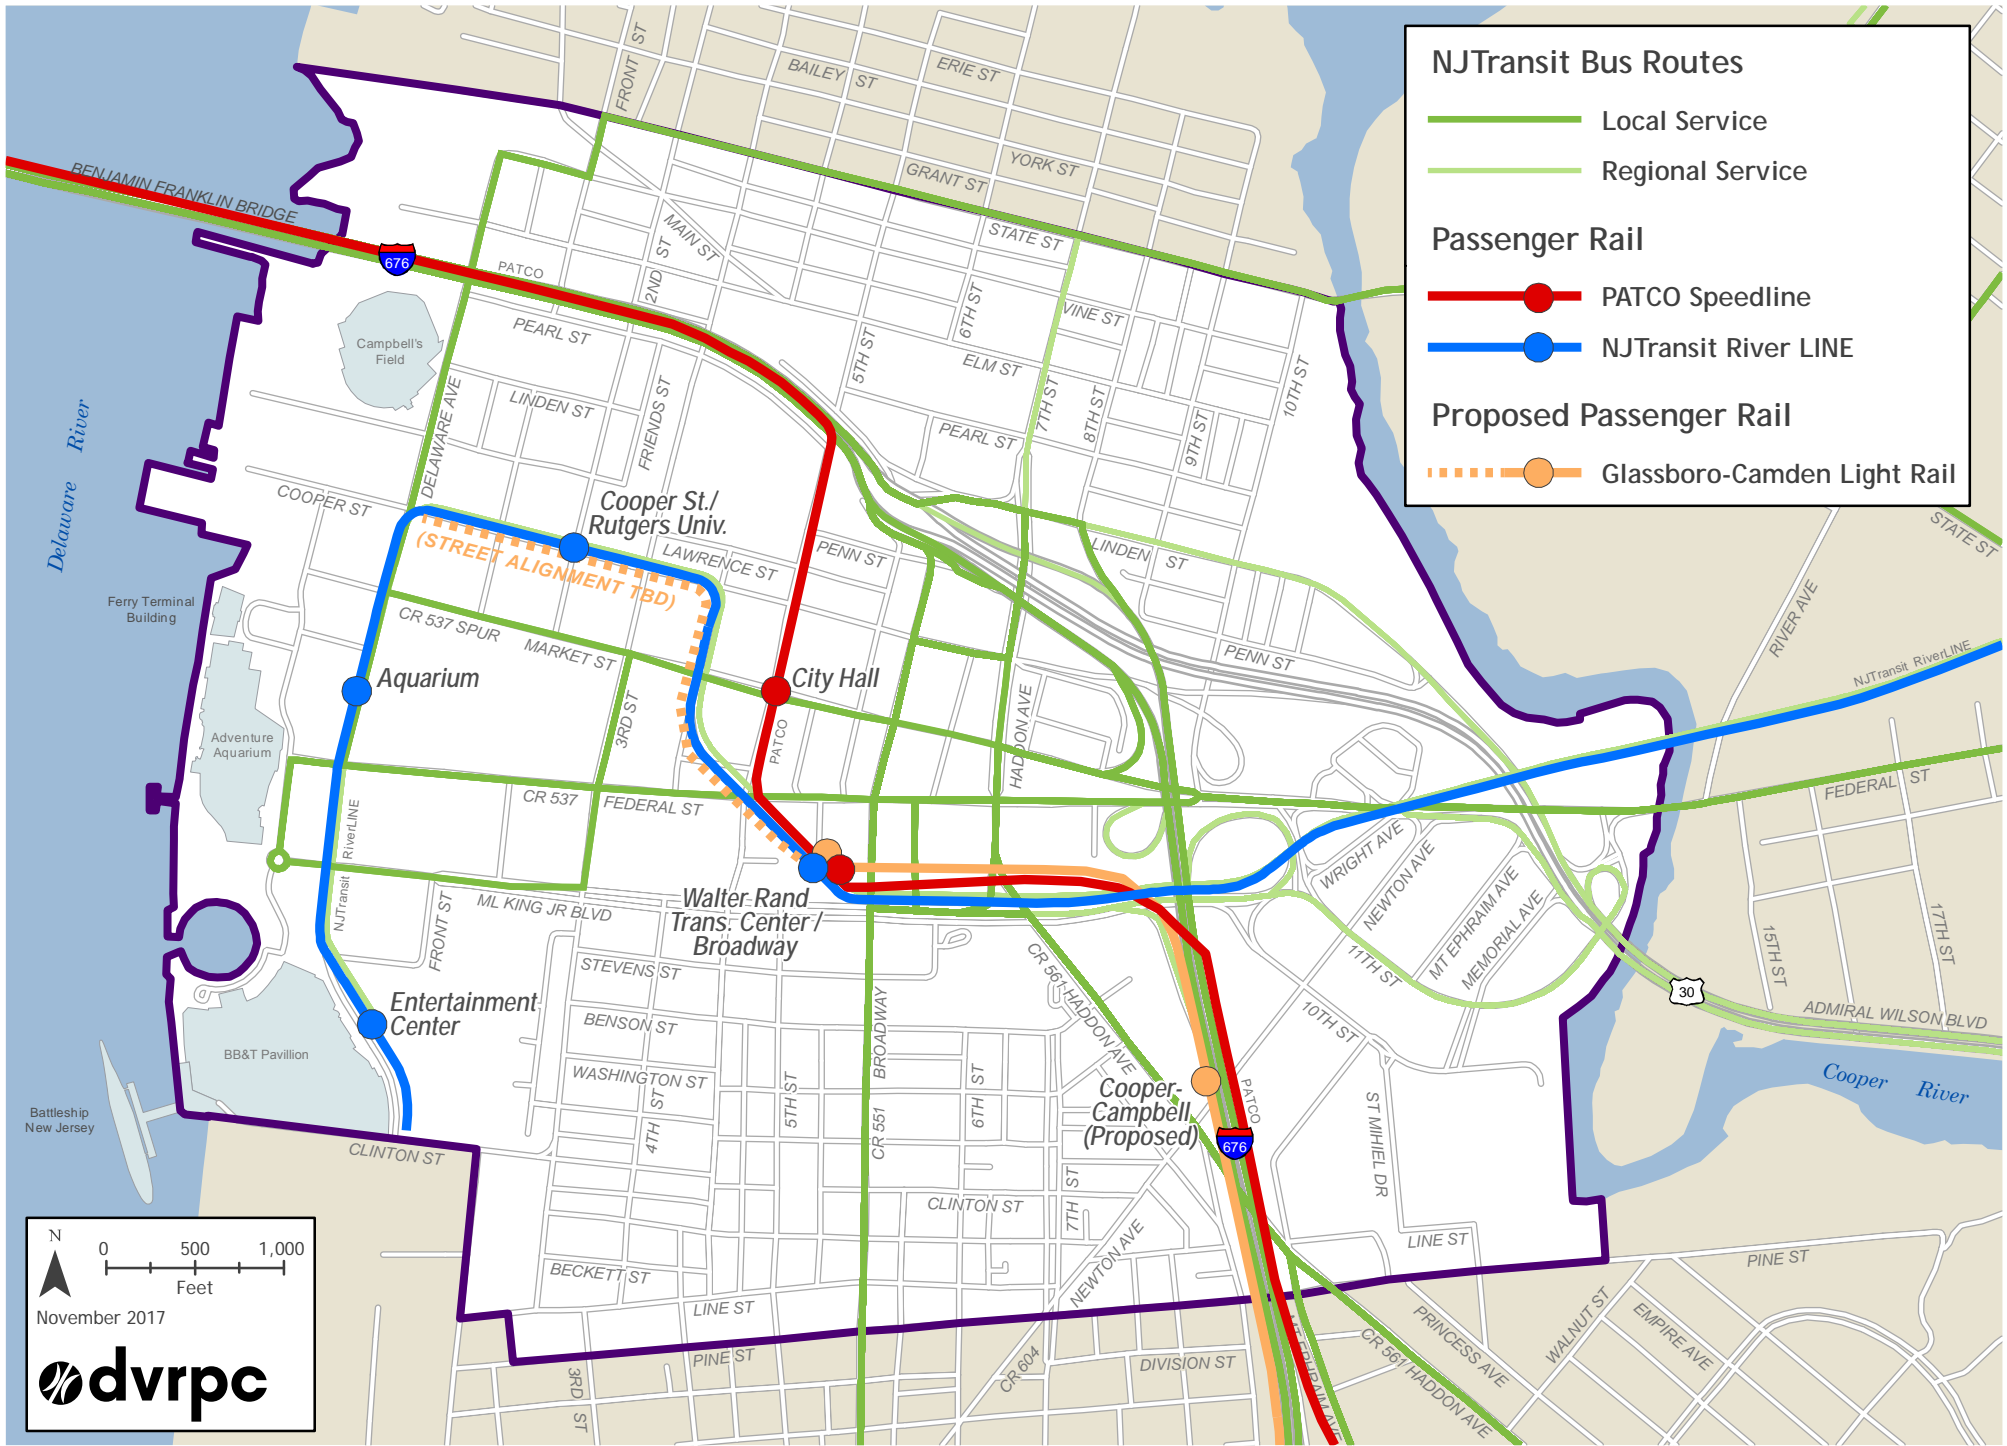 NJTransit Bus Routes
Local Service
Regional Service
Passenger Rail
PATCO Speedline
NJTransit River LINE
Proposed Passenger Rail
Glassboro-Camden Light Rail
FRONT ST
BAILEY ST
ERIE ST
GRANT ST
YORK ST
BENJAMIN FRANKLIN BRIDGE
676
PATCO
2ND ST
MAIN ST
STATE ST
6TH ST
VINE ST
PEARL ST
5TH ST
ELM ST
10TH ST
Campbell's
Field
LINDEN ST
DELAWARE AVE
FRIENDS ST
PEARL ST
7TH ST
8TH ST
9TH ST
Delaware River
COOPER ST
Cooper St./
Rutgers Univ.
(STREET ALIGNMENT TBD)
LAWRENCE ST
PENN ST
LINDEN ST
STATE ST
RIVER AVE
Ferry Terminal
Building
CR 537 SPUR
MARKET ST
PENN ST
NJTransit RiverLINE
Aquarium
City Hall
3RD ST
PATCO
HADDON AVE
Adventure
Aquarium
CR 537
FEDERAL ST
FEDERAL ST
NJTransit RiverLINE
WRIGHT AVE
NEWTON AVE
MT EPHRAIM AVE
MEMORIAL AVE
Walter Rand
Trans. Center /
Broadway
ML KING JR BLVD
FRONT ST
STEVENS ST
CR 561 HADDON AVE
11TH ST
15TH ST
17TH ST
30
ADMIRAL WILSON BLVD
Entertainment
Center
BENSON ST
BROADWAY
10TH ST
BB&T Pavillion
WASHINGTON ST
4TH ST
5TH ST
CR 551
6TH ST
Cooper-
Campbell
(Proposed)
PATCO
676
ST MIHIEL DR
Cooper River
Battleship
New Jersey
CLINTON ST
CLINTON ST
7TH ST
NEWTON AVE
LINE ST
PINE ST
BECKETT ST
LINE ST
PINE ST
3RD ST
CR 604
DIVISION ST
MT EPHRAIM AVE
CR 561 HADDON AVE
PRINCESS AVE
WALNUT ST
EMPIRE AVE
N
0 500 1,000
Feet
November 2017
dvrpc